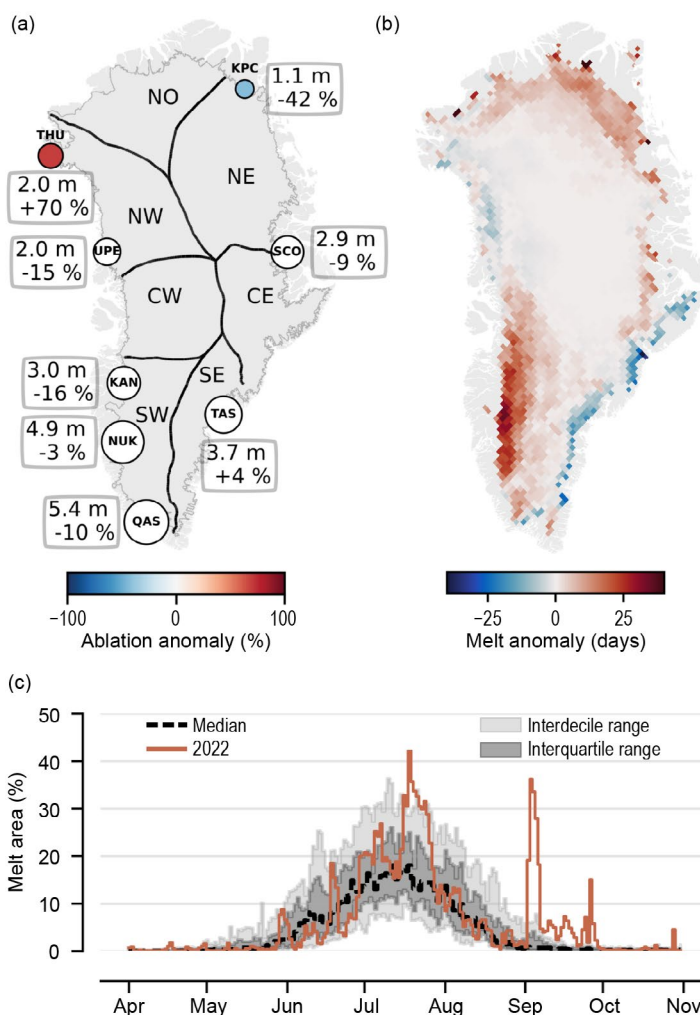 (a)
KPC
1.1 m
-42 %
NO
THU
2.0 m
+70 %
NE
NW
2.0 m
-15 %
UPE
SCO
2.9 m
-9 %
CW
CE
3.0 m
-16 %
KAN
SE
SW
TAS
4.9 m
-3 %
NUK
3.7 m
+4 %
5.4 m
-10 %
QAS
−100
0
100
Ablation anomaly (%)
(b)
−25
0
25
Melt anomaly (days)
(c)
Median
2022
Interdecile range
Interquartile range
Melt area (%)
50
40
30
20
10
0
Apr May Jun Jul Aug Sep Oct Nov